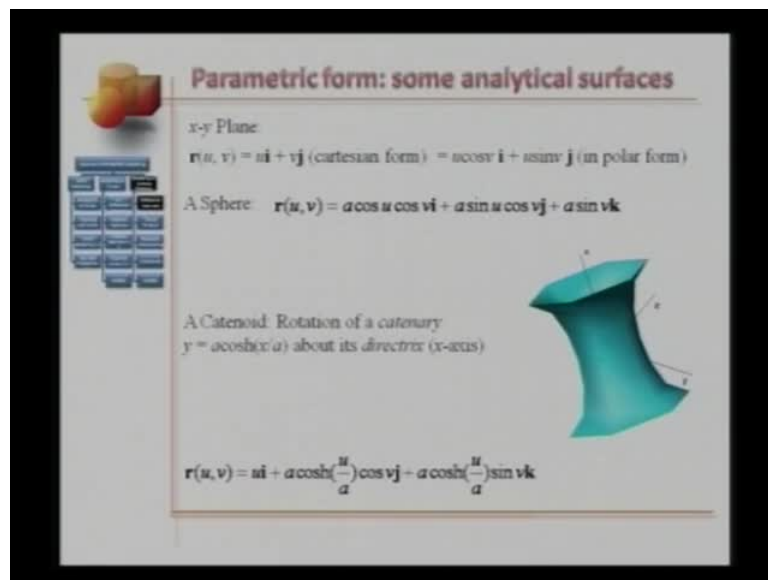 Parametric form: some analytical surfaces
x-y Plane:
r(u, v) = ui + vj (cartesian form) = ucosv i + usinv j (in polar form)
A Sphere: r(u,v) = a cos u cos vi + a sin u cos vj + a sin vk
A Catenoid: Rotation of a catenary
y = acosh(x/a) about its directrix (x-axis)
r(u,v) = ui + a cosh(u/a)cos vj + a cosh(u/a)sin vk